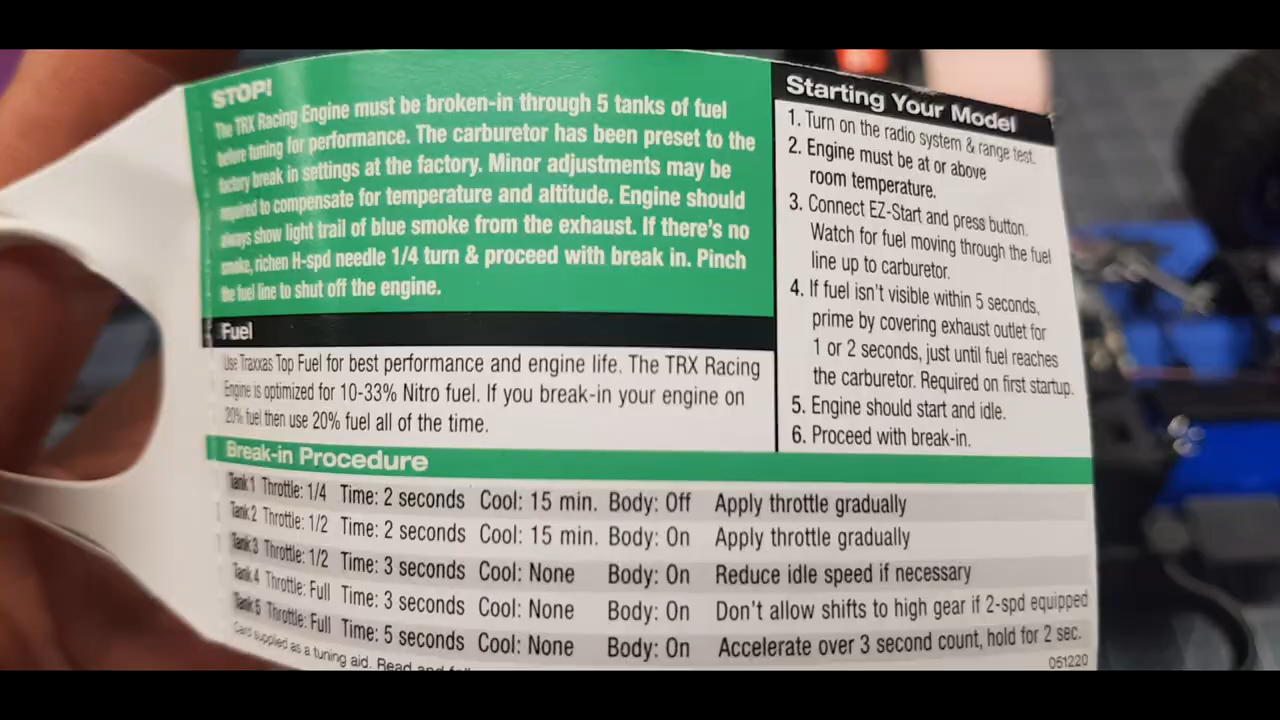 STOP!
The TRX Racing Engine must be broken-in through 5 tanks of fuel
before tuning for performance. The carburetor has been preset to the
factory break in settings at the factory. Minor adjustments may be
required to compensate for temperature and altitude. Engine should
always show light trail of blue smoke from the exhaust. If there's no
smoke, richen H-spd needle 1/4 turn & proceed with break in. Pinch
the fuel line to shut off the engine.
Fuel
Use Traxxas Top Fuel for best performance and engine life. The TRX Racing
Engine is optimized for 10-33% Nitro fuel. If you break-in your engine on
20% fuel then use 20% fuel all of the time.
Starting Your Model
1. Turn on the radio system & range test.
2. Engine must be at or above
room temperature.
3. Connect EZ-Start and press button.
Watch for fuel moving through the fuel
line up to carburetor.
4. If fuel isn't visible within 5 seconds,
prime by covering exhaust outlet for
1 or 2 seconds, just until fuel reaches
the carburetor. Required on first startup.
5. Engine should start and idle.
6. Proceed with break-in.
Break-in Procedure
Tank 1 Throttle: 1/4 Time: 2 seconds Cool: 15 min. Body: Off Apply throttle gradually
Tank 2 Throttle: 1/2 Time: 2 seconds Cool: 15 min. Body: On Apply throttle gradually
Tank 3 Throttle: 1/2 Time: 3 seconds Cool: None Body: On Reduce idle speed if necessary
Tank 4 Throttle: Full Time: 3 seconds Cool: None Body: On Don't allow shifts to high gear if 2-spd equipped
Tank 5 Throttle: Full Time: 5 seconds Cool: None Body: On Accelerate over 3 second count, hold for 2 sec.
Card supplied as a tuning aid. Read and
051220